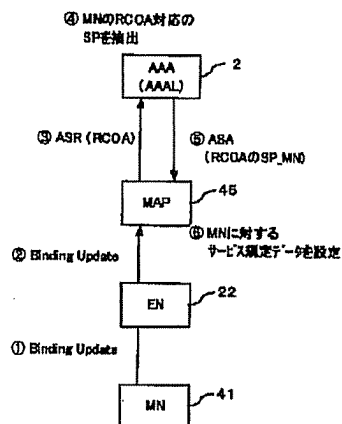 ④ MNのRCOA対応の
SPを抽出
AAA
(AAAL)
2
③ ASR (RCOA)
⑤ ASA
(RCOAのSP_MN)
MAP
45
⑥ MNに対する
サービス規定データを設定
② Binding Update
EN
22
① Binding Update
MN
41